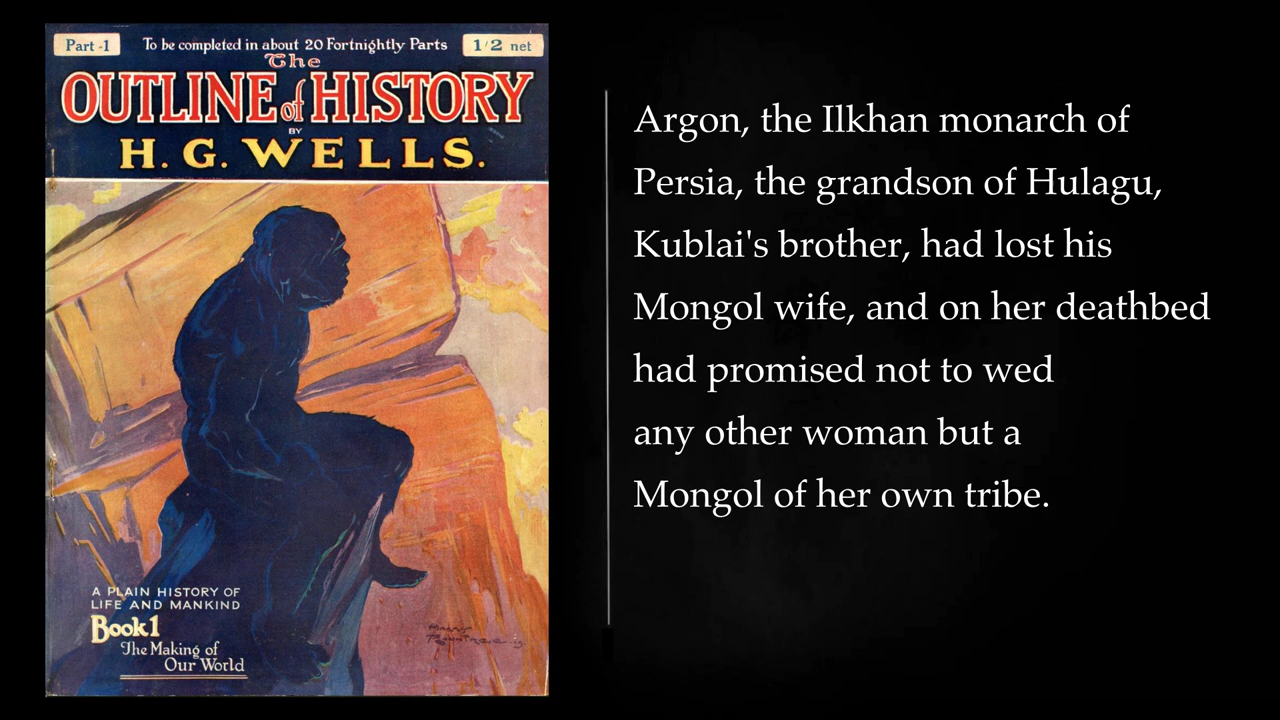 Part -1
To be completed in about 20 Fortnightly Parts
1/2 net
The
OUTLINE of HISTORY
BY
H. G. WELLS.
A PLAIN HISTORY OF
LIFE AND MANKIND
Book 1
The Making of
Our World
Argon, the Ilkhan monarch of
Persia, the grandson of Hulagu,
Kublai's brother, had lost his
Mongol wife, and on her deathbed
had promised not to wed
any other woman but a
Mongol of her own tribe.